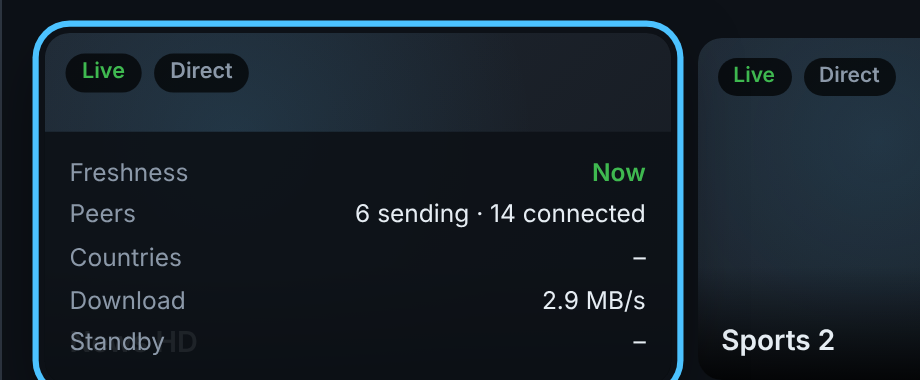 Live Direct
Live Direct
Freshness Now
Peers 6 sending · 14 connected
Countries –
Download 2.9 MB/s
Standby –
HD
Sports 2